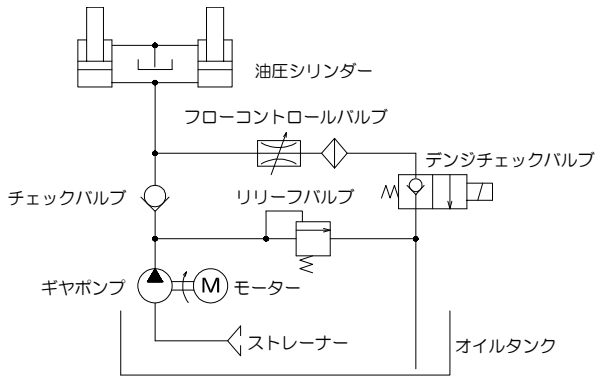 油圧シリンダー
フローコントロールバルブ
デンジチェックバルブ
チェックバルブ
リリーフバルブ
ギヤポンプ
M
モーター
ストレーナー
オイルタンク